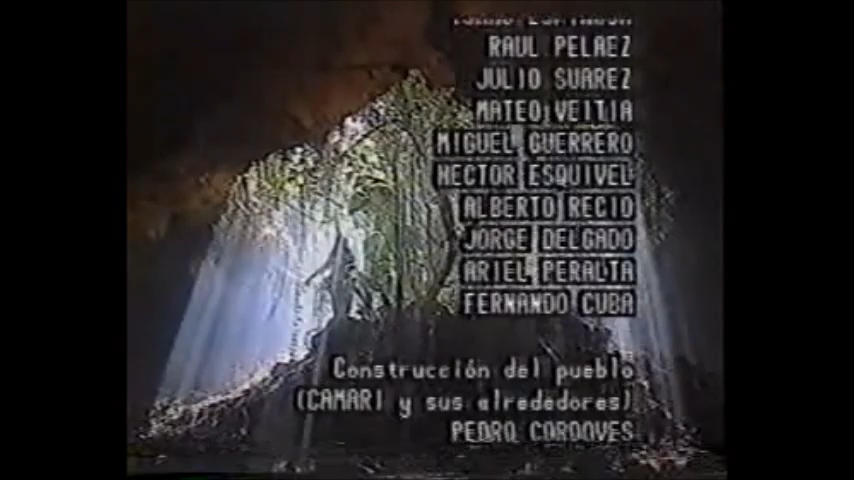 RAUL PELAEZ
JULIO SUAREZ
MATEO VEITIA
MIGUEL GUERRERO
HECTOR ESQUIVEL
ALBERTO RECIO
JORGE DELGADO
ARIEL PERALTA
FERNANDO CUBA
Construcción del pueblo
(CAMARI y sus alrededores)
PEDRO CORDOVES